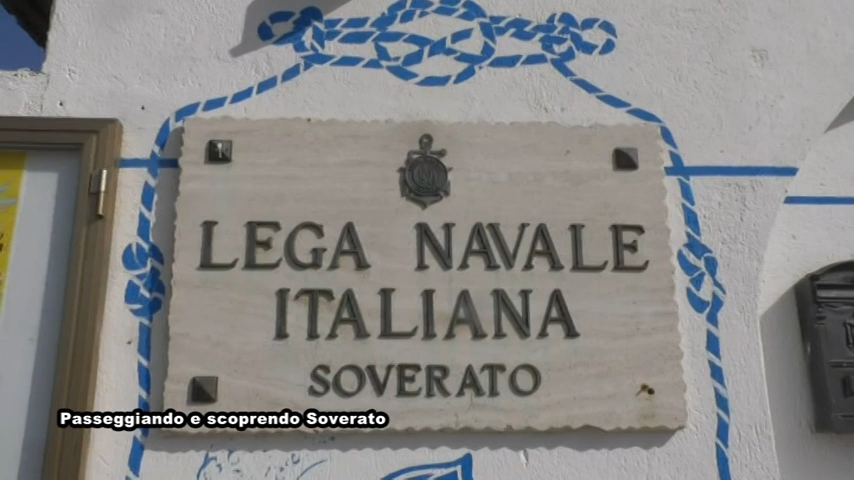 LEGA NAVALE
ITALIANA
SOVERATO
Passeggiando e scoprendo Soverato